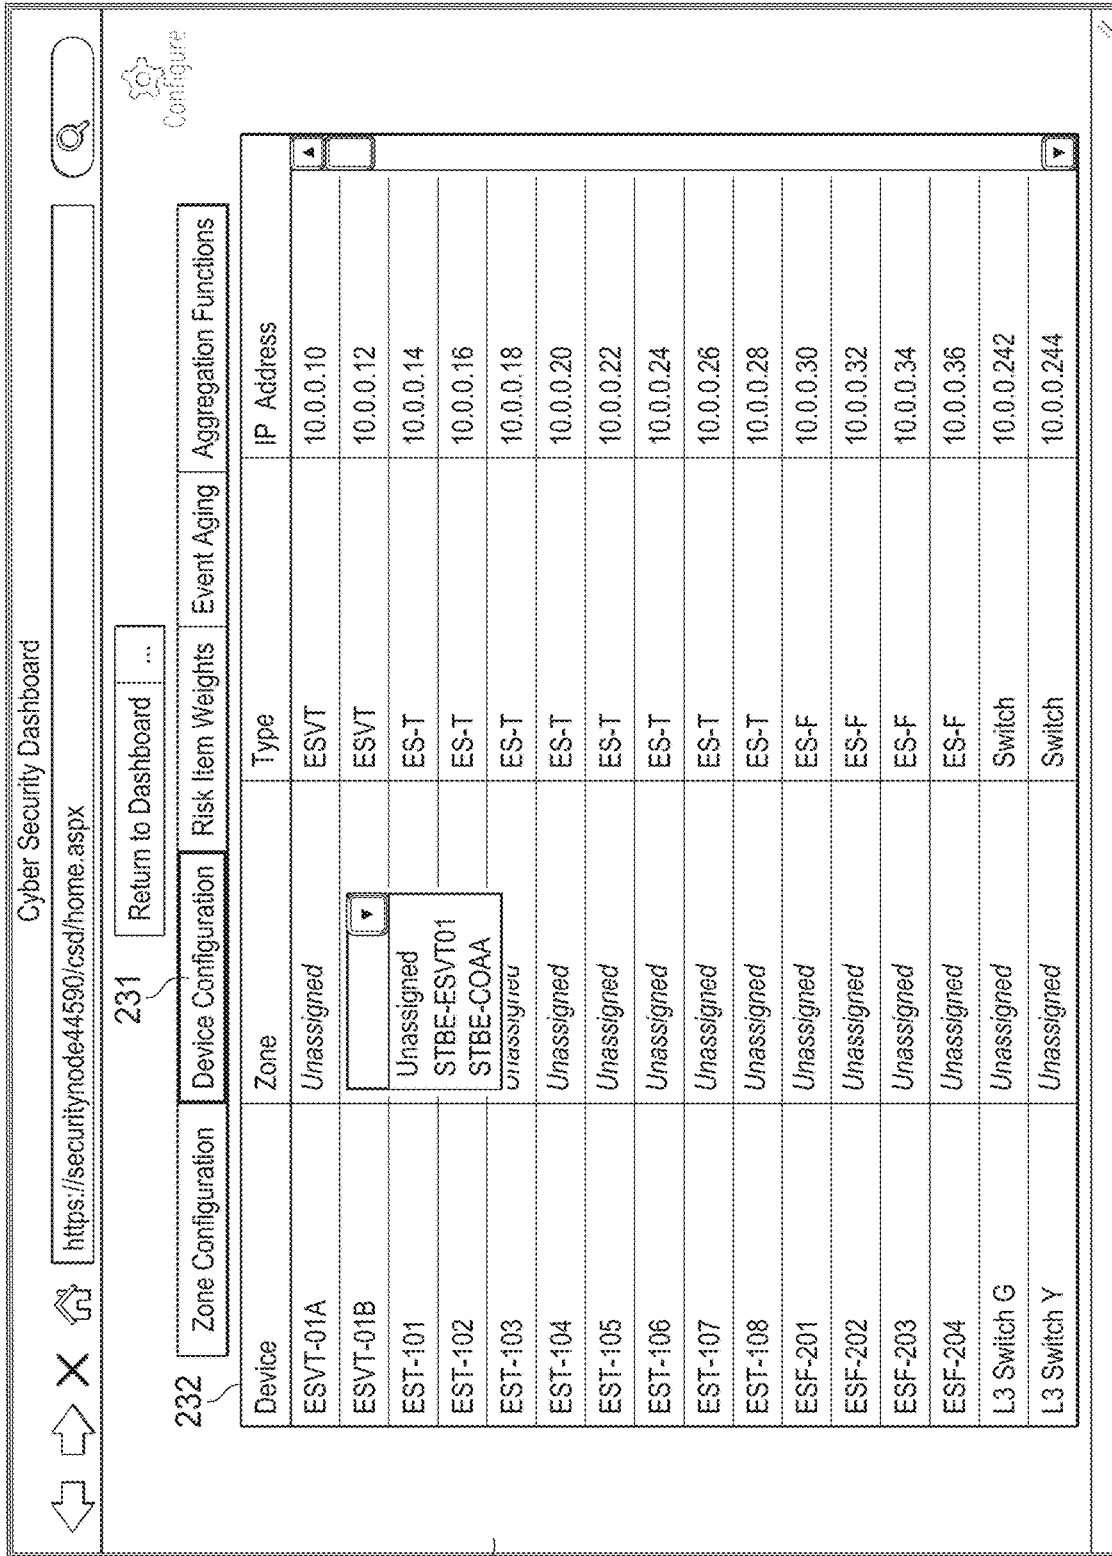 Cyber Security Dashboard
https://securitynode44590/csd/home.aspx
Configure
Return to Dashboard ...
231
Zone Configuration Device Configuration Risk Item Weights Event Aging Aggregation Functions
232
Device Zone Type IP Address
ESVT-01A Unassigned ESVT 10.0.0.10
ESVT-01B ESVT 10.0.0.12
EST-101 Unassigned ES-T 10.0.0.14
EST-102 STBE-ESVT01 ES-T 10.0.0.16
STBE-COAA
EST-103 Unassigned ES-T 10.0.0.18
EST-104 Unassigned ES-T 10.0.0.20
EST-105 Unassigned ES-T 10.0.0.22
EST-106 Unassigned ES-T 10.0.0.24
EST-107 Unassigned ES-T 10.0.0.26
EST-108 Unassigned ES-T 10.0.0.28
ESF-201 Unassigned ES-F 10.0.0.30
ESF-202 Unassigned ES-F 10.0.0.32
ESF-203 Unassigned ES-F 10.0.0.34
ESF-204 Unassigned ES-F 10.0.0.36
L3 Switch G Unassigned Switch 10.0.0.242
L3 Switch Y Unassigned Switch 10.0.0.244